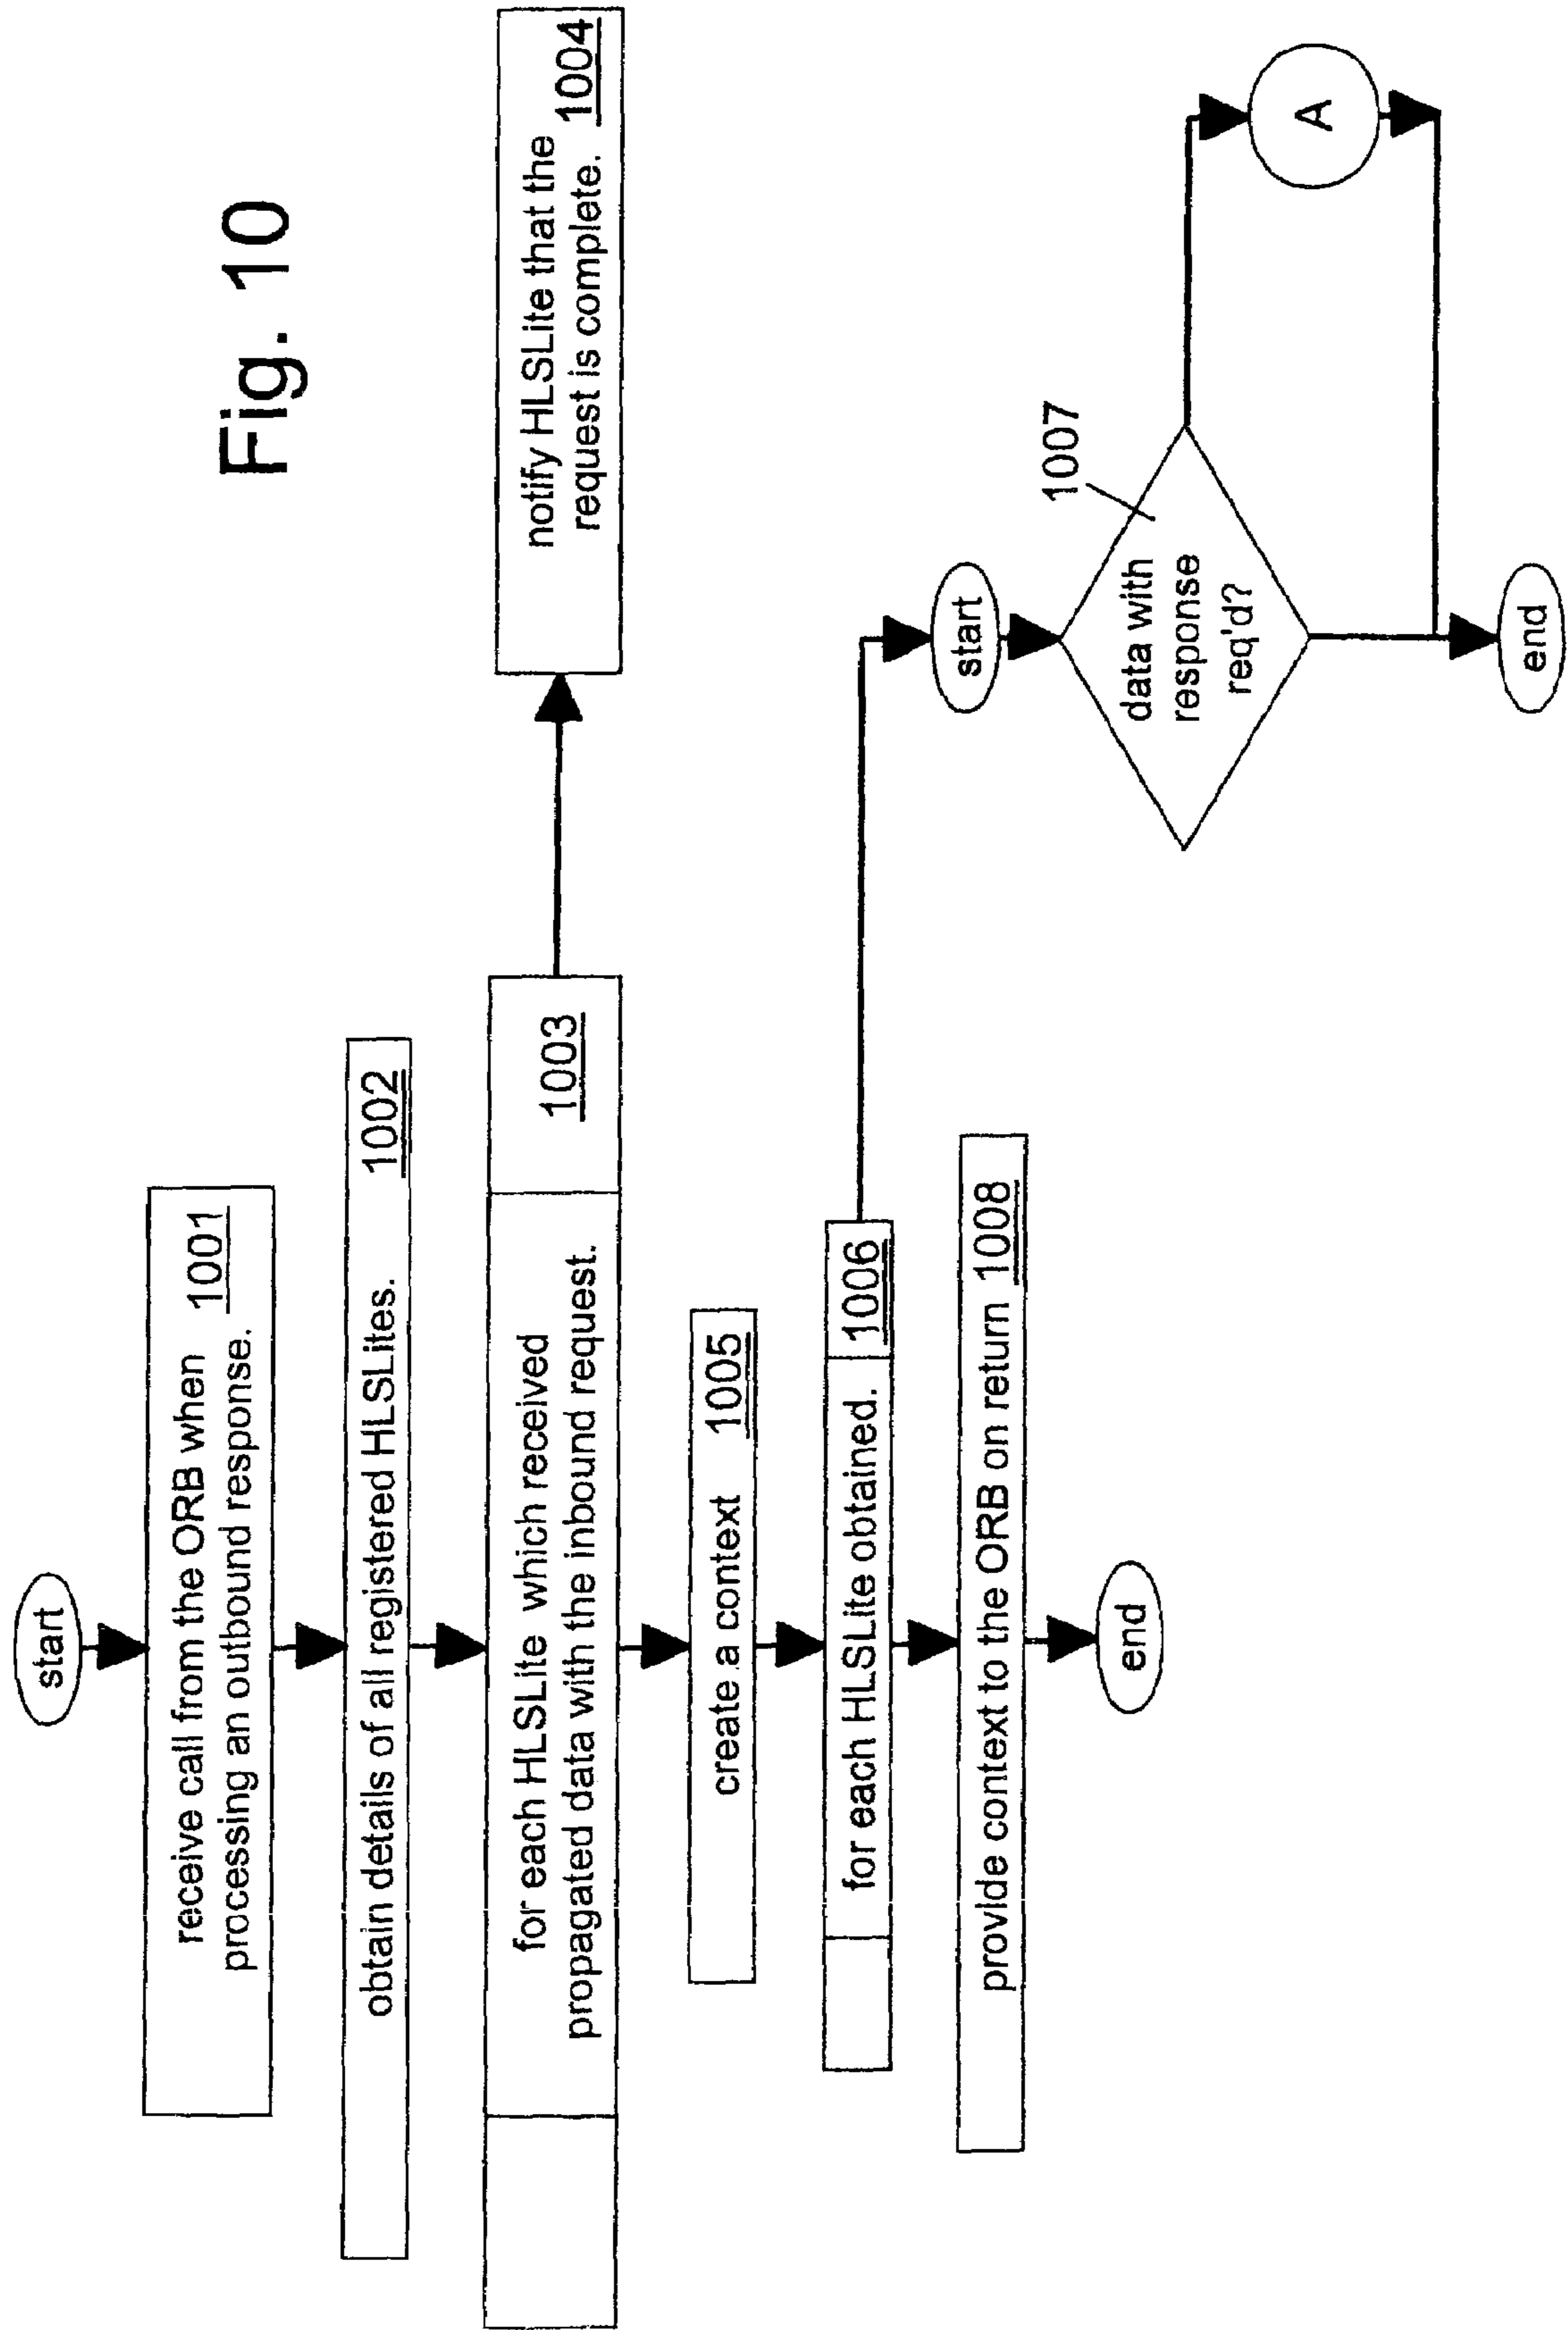 Fig. 10
start
receive call from the ORB when
processing an outbound response. 1001
obtain details of all registered HLSLites. 1002
for each HLSLite which received
propagated data with the inbound request.
1003
notify HLSLite that the
request is complete. 1004
create a context 1005
for each HLSLite obtained. 1006
provide context to the ORB on return 1008
end
start
1007
data with
response
req'd?
A
end